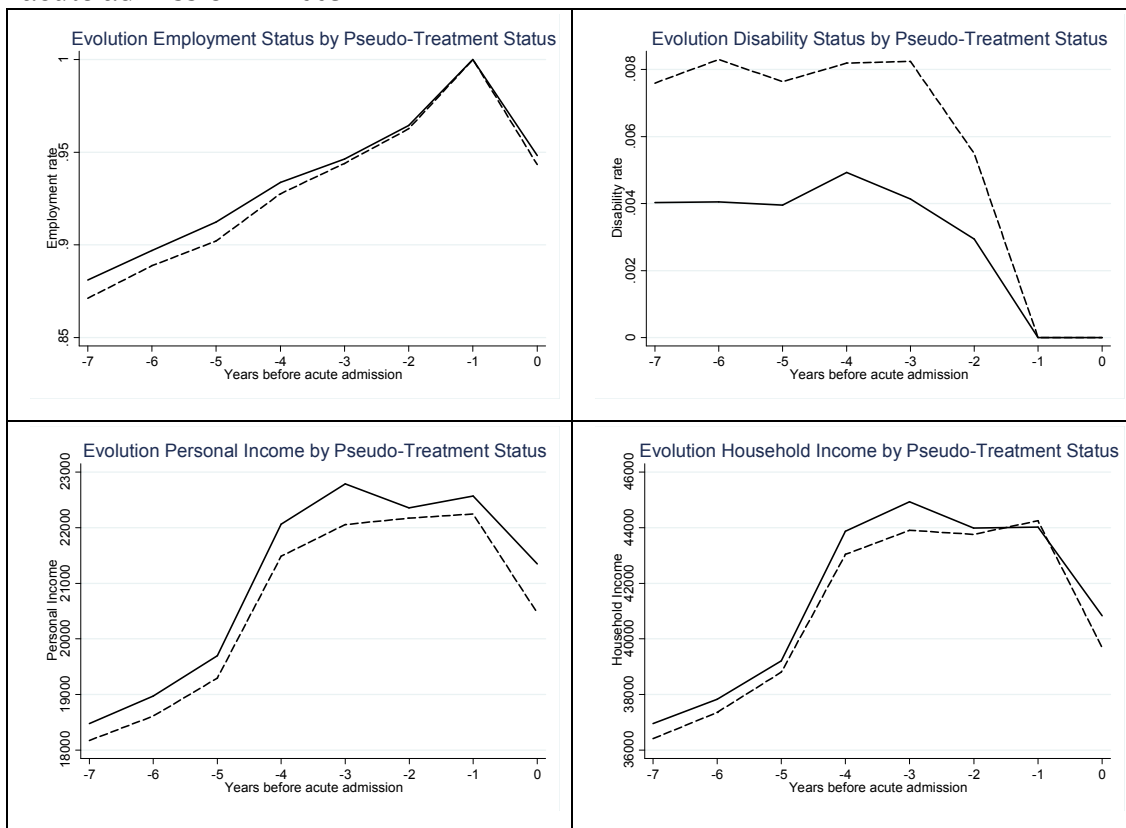 Evolution Employment Status by Pseudo-Treatment Status
Employment rate
1
.95
.9
.85
-7 -6 -5 -4 -3 -2 -1 0
Years before acute admission
Evolution Disability Status by Pseudo-Treatment Status
Disability rate
.008
.006
.004
.002
0
-7 -6 -5 -4 -3 -2 -1 0
Years before acute admission
Evolution Personal Income by Pseudo-Treatment Status
Personal Income
23000
22000
21000
20000
19000
18000
-7 -6 -5 -4 -3 -2 -1 0
Years before acute admission
Evolution Household Income by Pseudo-Treatment Status
Household Income
46000
44000
42000
40000
38000
36000
-7 -6 -5 -4 -3 -2 -1 0
Years before acute admission